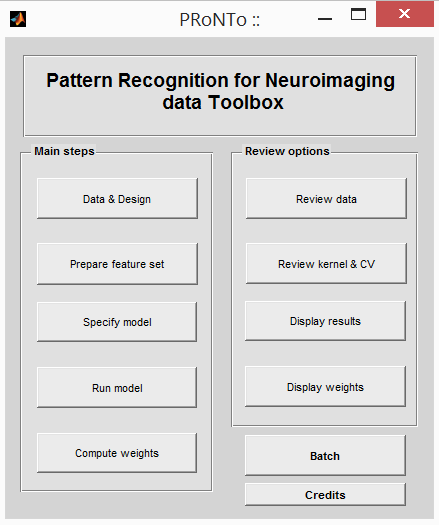 PRoNTo ::
Pattern Recognition for Neuroimaging
data Toolbox
Main steps
Data & Design
Prepare feature set
Specify model
Run model
Compute weights
Review options
Review data
Review kernel & CV
Display results
Display weights
Batch
Credits